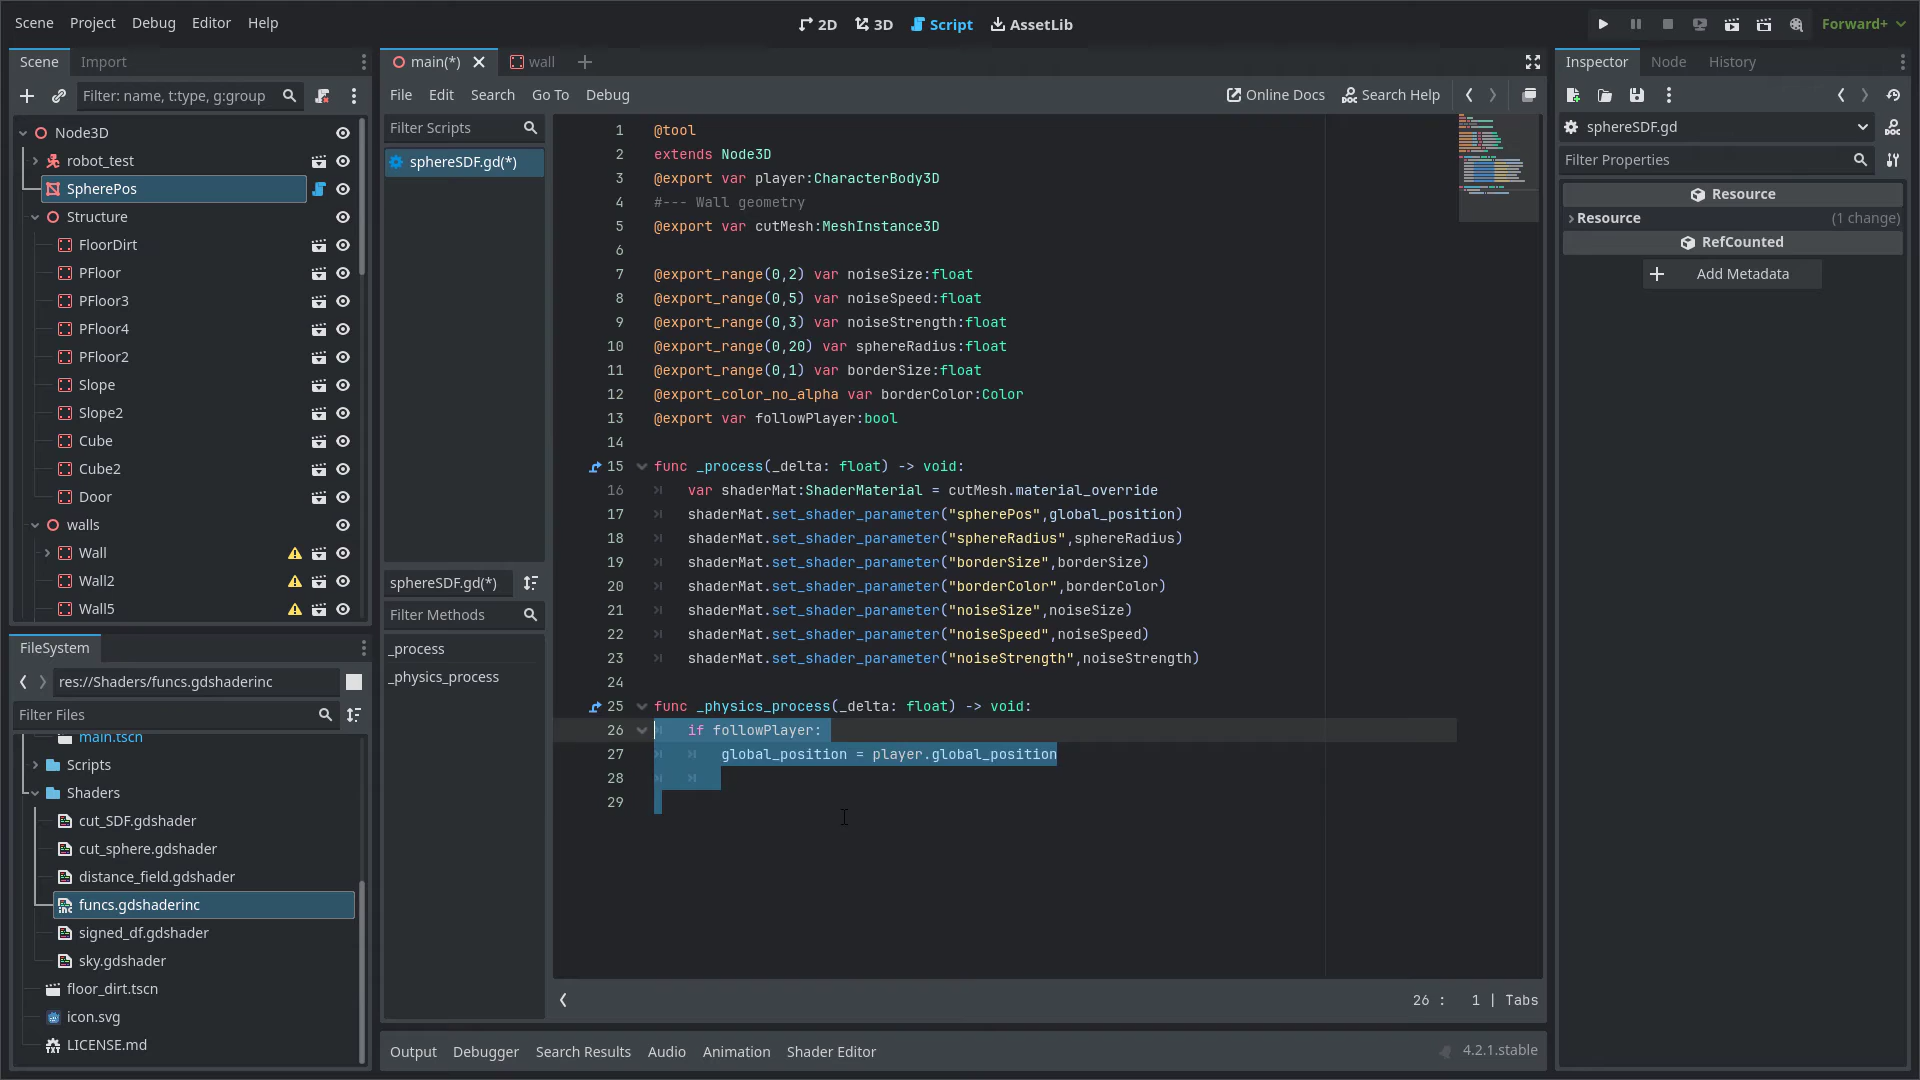 Scene Project Debug Editor Help
2D 3D Script AssetLib
Forward+
Scene Import
Filter: name, t:type, g:group
Node3D
robot_test
SpherePos
Structure
FloorDirt
PFloor
PFloor3
PFloor4
PFloor2
Slope
Slope2
Cube
Cube2
Door
walls
Wall
Wall2
Wall5
FileSystem
res://Shaders/funcs.gdshaderinc
Filter Files
main.tscn
Scripts
Shaders
cut_SDF.gdshader
cut_sphere.gdshader
distance_field.gdshader
funcs.gdshaderinc
signed_df.gdshader
sky.gdshader
floor_dirt.tscn
icon.svg
LICENSE.md
main(*) wall
File Edit Search Go To Debug
Online Docs Search Help
Filter Scripts
sphereSDF.gd(*)
sphereSDF.gd(*)
Filter Methods
_process
_physics_process
1 @tool
2 extends Node3D
3 @export var player:CharacterBody3D
4 #--- Wall geometry
5 @export var cutMesh:MeshInstance3D
6
7 @export_range(0,2) var noiseSize:float
8 @export_range(0,5) var noiseSpeed:float
9 @export_range(0,3) var noiseStrength:float
10 @export_range(0,20) var sphereRadius:float
11 @export_range(0,1) var borderSize:float
12 @export_color_no_alpha var borderColor:Color
13 @export var followPlayer:bool
14
15 func _process(_delta: float) -> void:
16 var shaderMat:ShaderMaterial = cutMesh.material_override
17 shaderMat.set_shader_parameter("spherePos",global_position)
18 shaderMat.set_shader_parameter("sphereRadius",sphereRadius)
19 shaderMat.set_shader_parameter("borderSize",borderSize)
20 shaderMat.set_shader_parameter("borderColor",borderColor)
21 shaderMat.set_shader_parameter("noiseSize",noiseSize)
22 shaderMat.set_shader_parameter("noiseSpeed",noiseSpeed)
23 shaderMat.set_shader_parameter("noiseStrength",noiseStrength)
24
25 func _physics_process(_delta: float) -> void:
26 if followPlayer:
27 global_position = player.global_position
28
29
26 : 1 | Tabs
Output Debugger Search Results Audio Animation Shader Editor
4.2.1.stable
Inspector Node History
sphereSDF.gd
Filter Properties
Resource
Resource (1 change)
RefCounted
Add Metadata